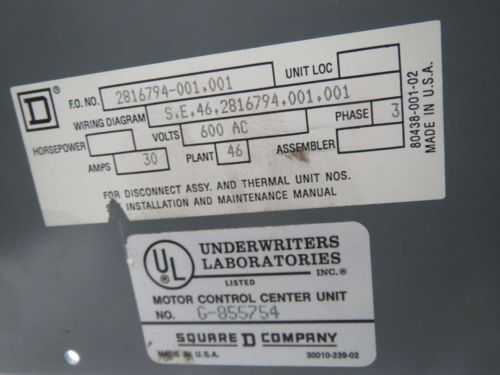 D®
F.O. NO. 2816794-001.001 UNIT LOC
WIRING DIAGRAM S.E.46.2816794.001.001
HORSEPOWER VOLTS 600 AC PHASE 3
AMPS 30 PLANT 46 ASSEMBLER
FOR DISCONNECT ASSY. AND THERMAL UNIT NOS.
INSTALLATION AND MAINTENANCE MANUAL
80438-001-02
MADE IN U.S.A.
UL ®
UNDERWRITERS
LABORATORIES
INC.®
LISTED
MOTOR CONTROL CENTER UNIT
NO. G-855754
SQUARE D COMPANY
MADE IN U.S.A. 30010-239-02